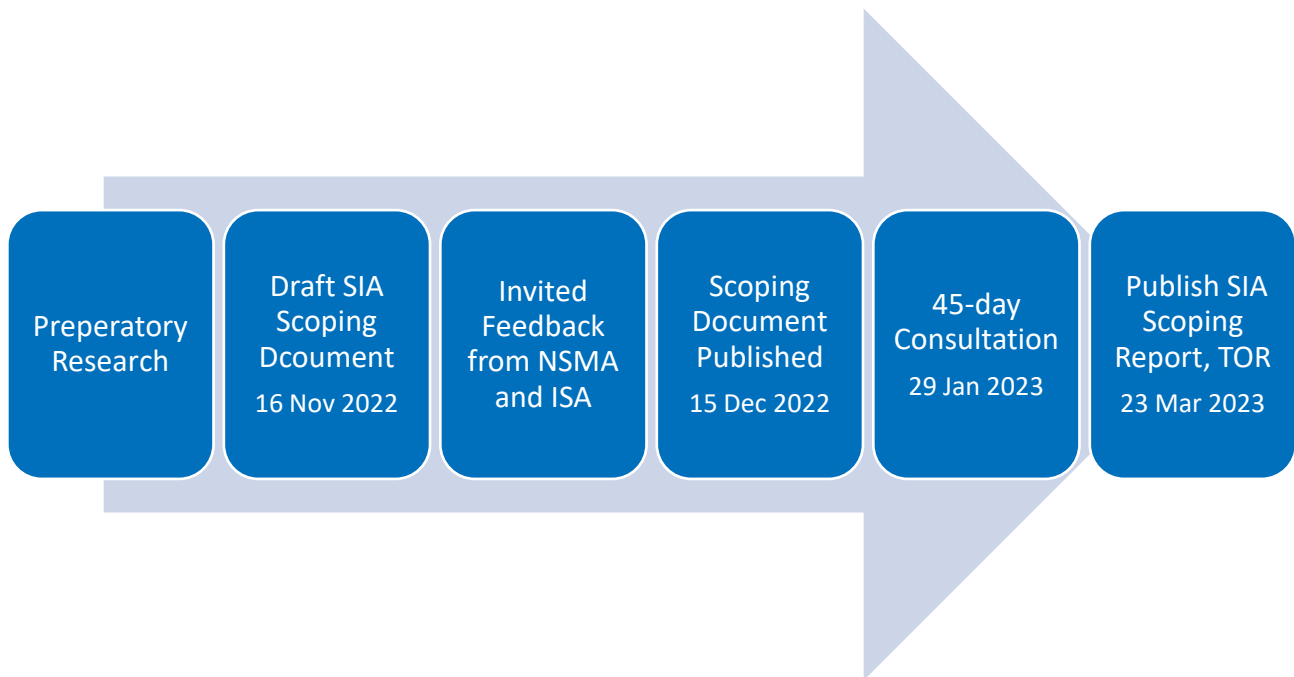 Preperatory
Research
Draft SIA
Scoping
Dcoument
16 Nov 2022
Invited
Feedback
from NSMA
and ISA
Scoping
Document
Published
15 Dec 2022
45-day
Consultation
29 Jan 2023
Publish SIA
Scoping
Report, TOR
23 Mar 2023